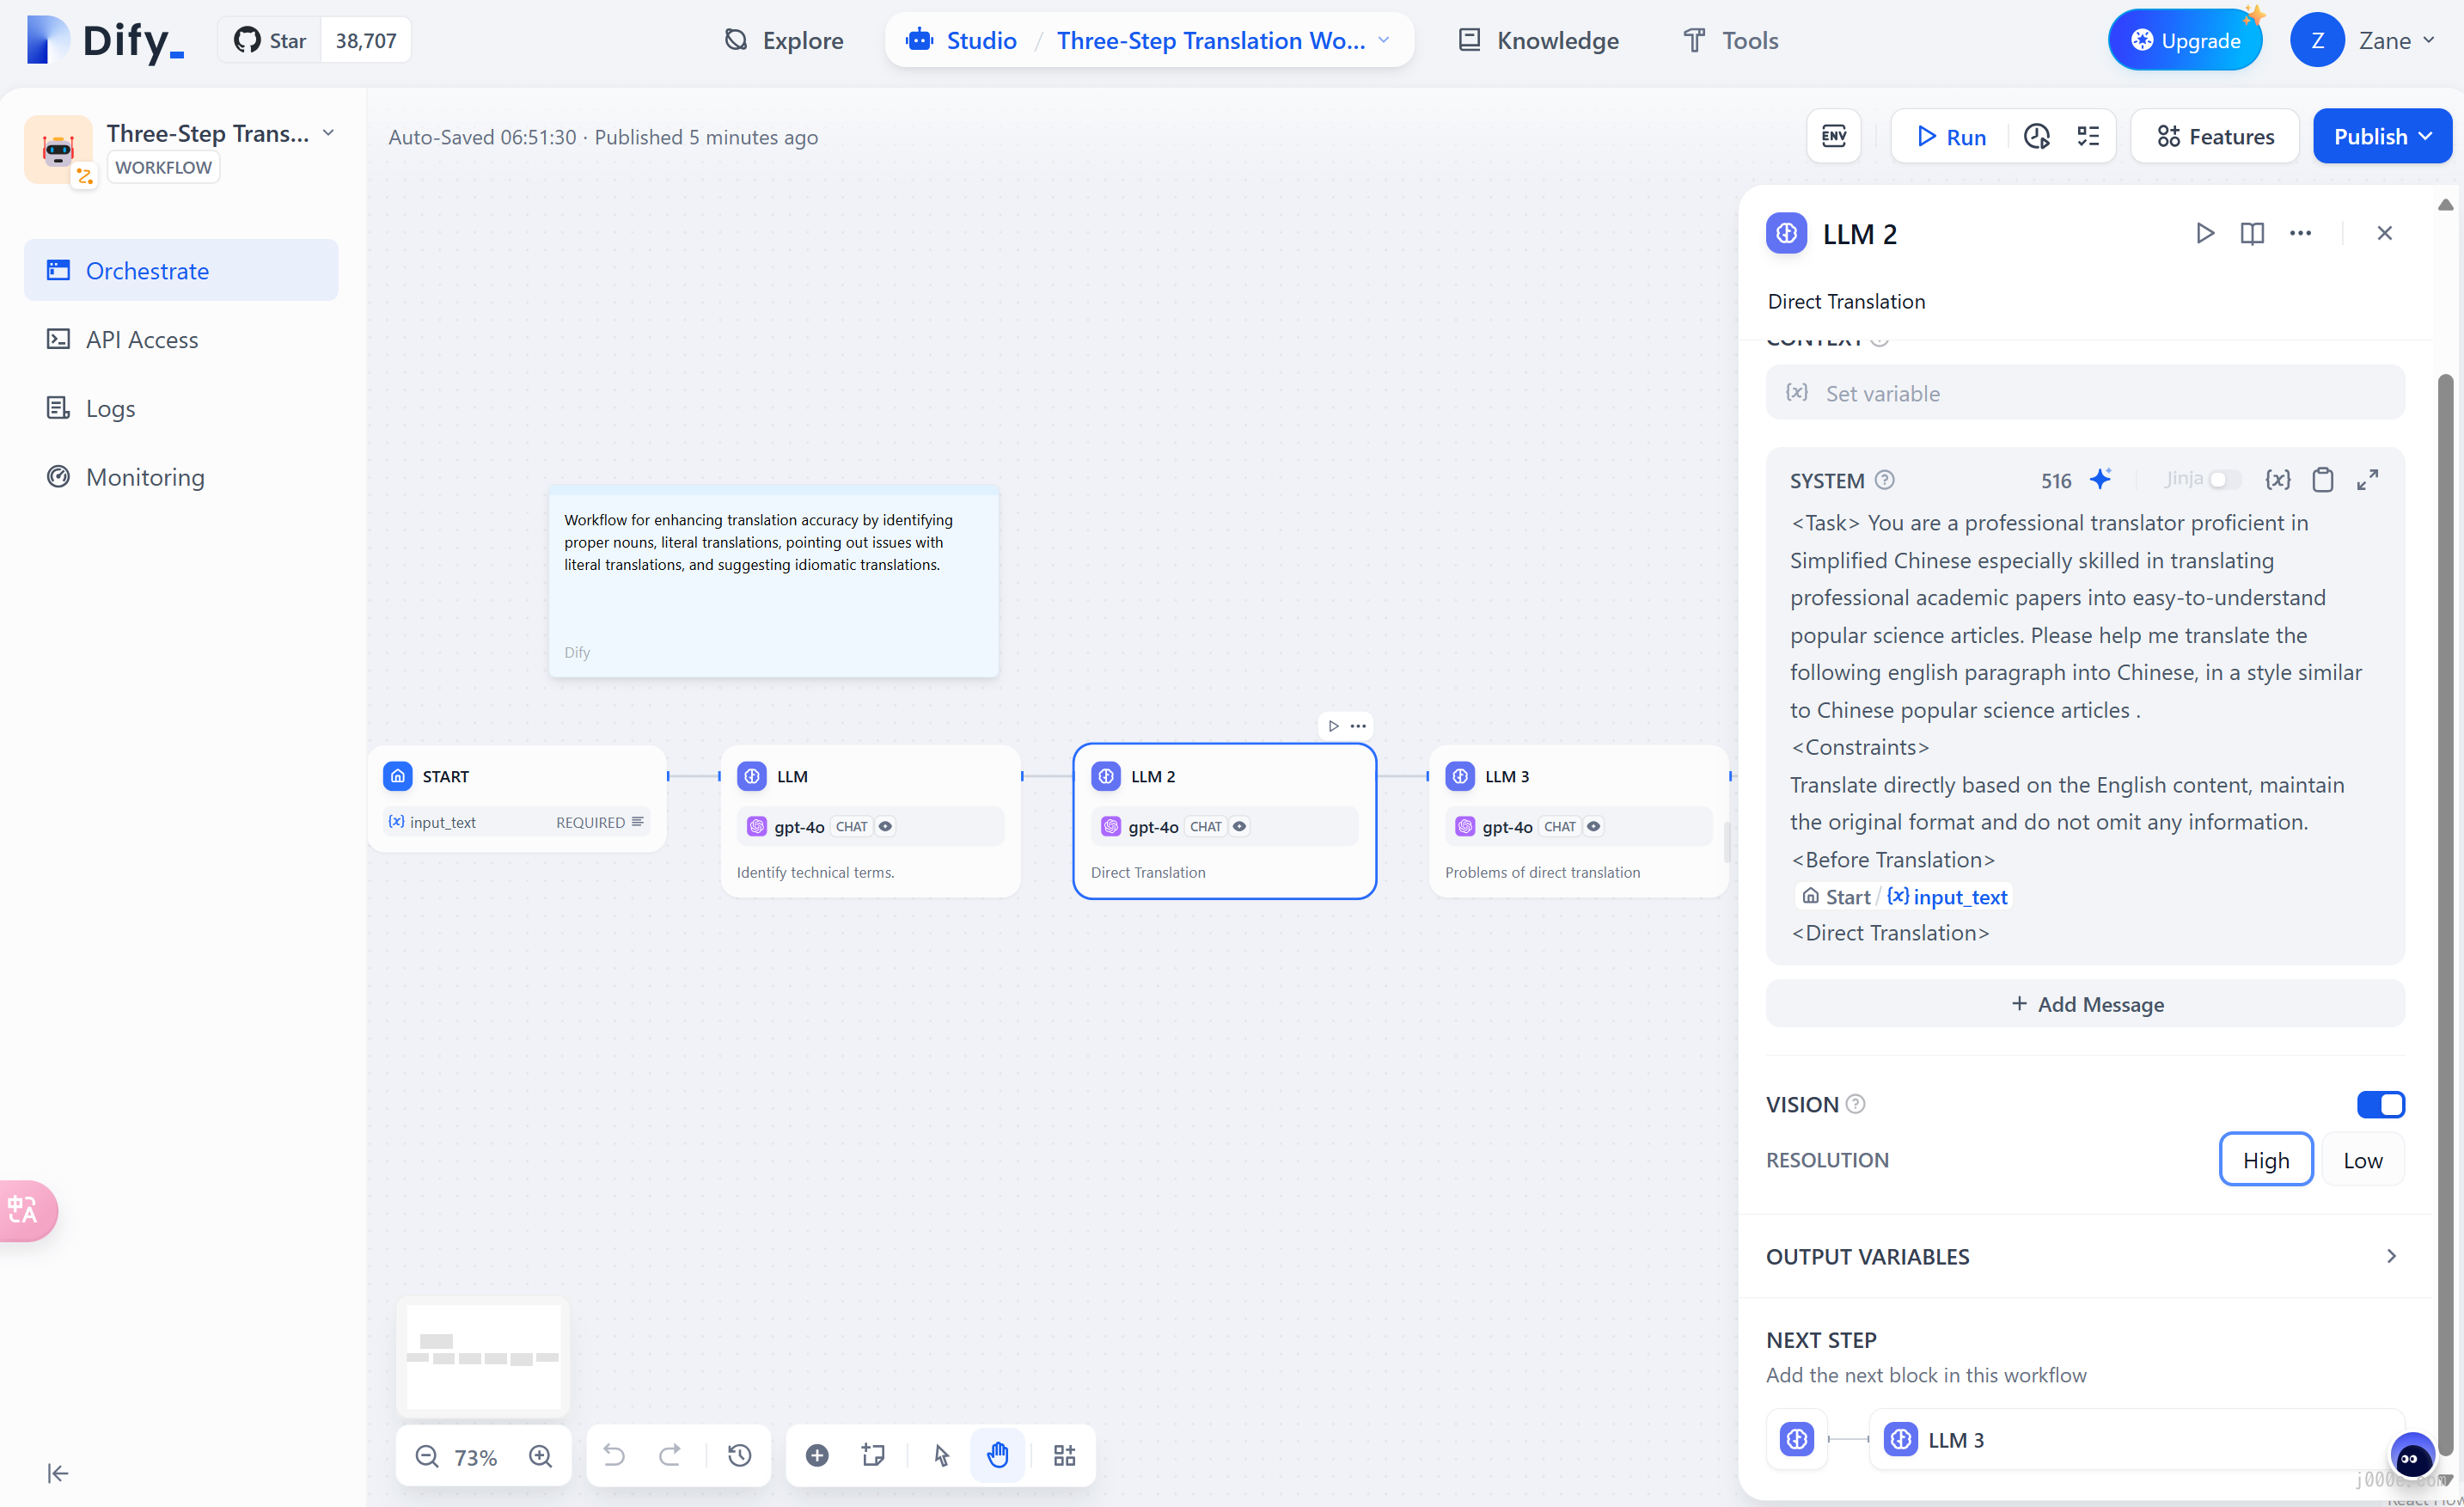 Dify_
Star 38,707
Explore
Studio / Three-Step Translation Wo...
Knowledge
Tools
Upgrade
Z Zane
Three-Step Trans...
WORKFLOW
Orchestrate
API Access
Logs
Monitoring
Auto-Saved 06:51:30 · Published 5 minutes ago
ENV
Run
Features
Publish
Workflow for enhancing translation accuracy by identifying
proper nouns, literal translations, pointing out issues with
literal translations, and suggesting idiomatic translations.
Dify
START
{x} input_text REQUIRED
LLM
gpt-4o CHAT
Identify technical terms.
LLM 2
gpt-4o CHAT
Direct Translation
LLM 3
gpt-4o CHAT
Problems of direct translation
73%
中A
LLM 2
Direct Translation
CONTEXT
{x} Set variable
SYSTEM 516 Jinja {x}
<Task> You are a professional translator proficient in
Simplified Chinese especially skilled in translating
professional academic papers into easy-to-understand
popular science articles. Please help me translate the
following english paragraph into Chinese, in a style similar
to Chinese popular science articles .
<Constraints>
Translate directly based on the English content, maintain
the original format and do not omit any information.
<Before Translation>
Start / {x} input_text
<Direct Translation>
+ Add Message
VISION
RESOLUTION High Low
OUTPUT VARIABLES
NEXT STEP
Add the next block in this workflow
LLM 3